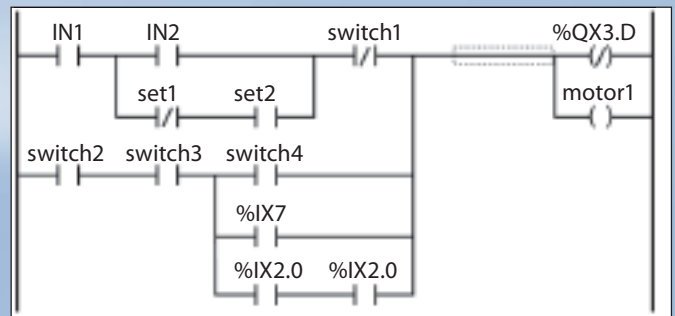 IN1 IN2 switch1 %QX3.D
set1 set2 motor1
switch2 switch3 switch4
%IX7
%IX2.0 %IX2.0